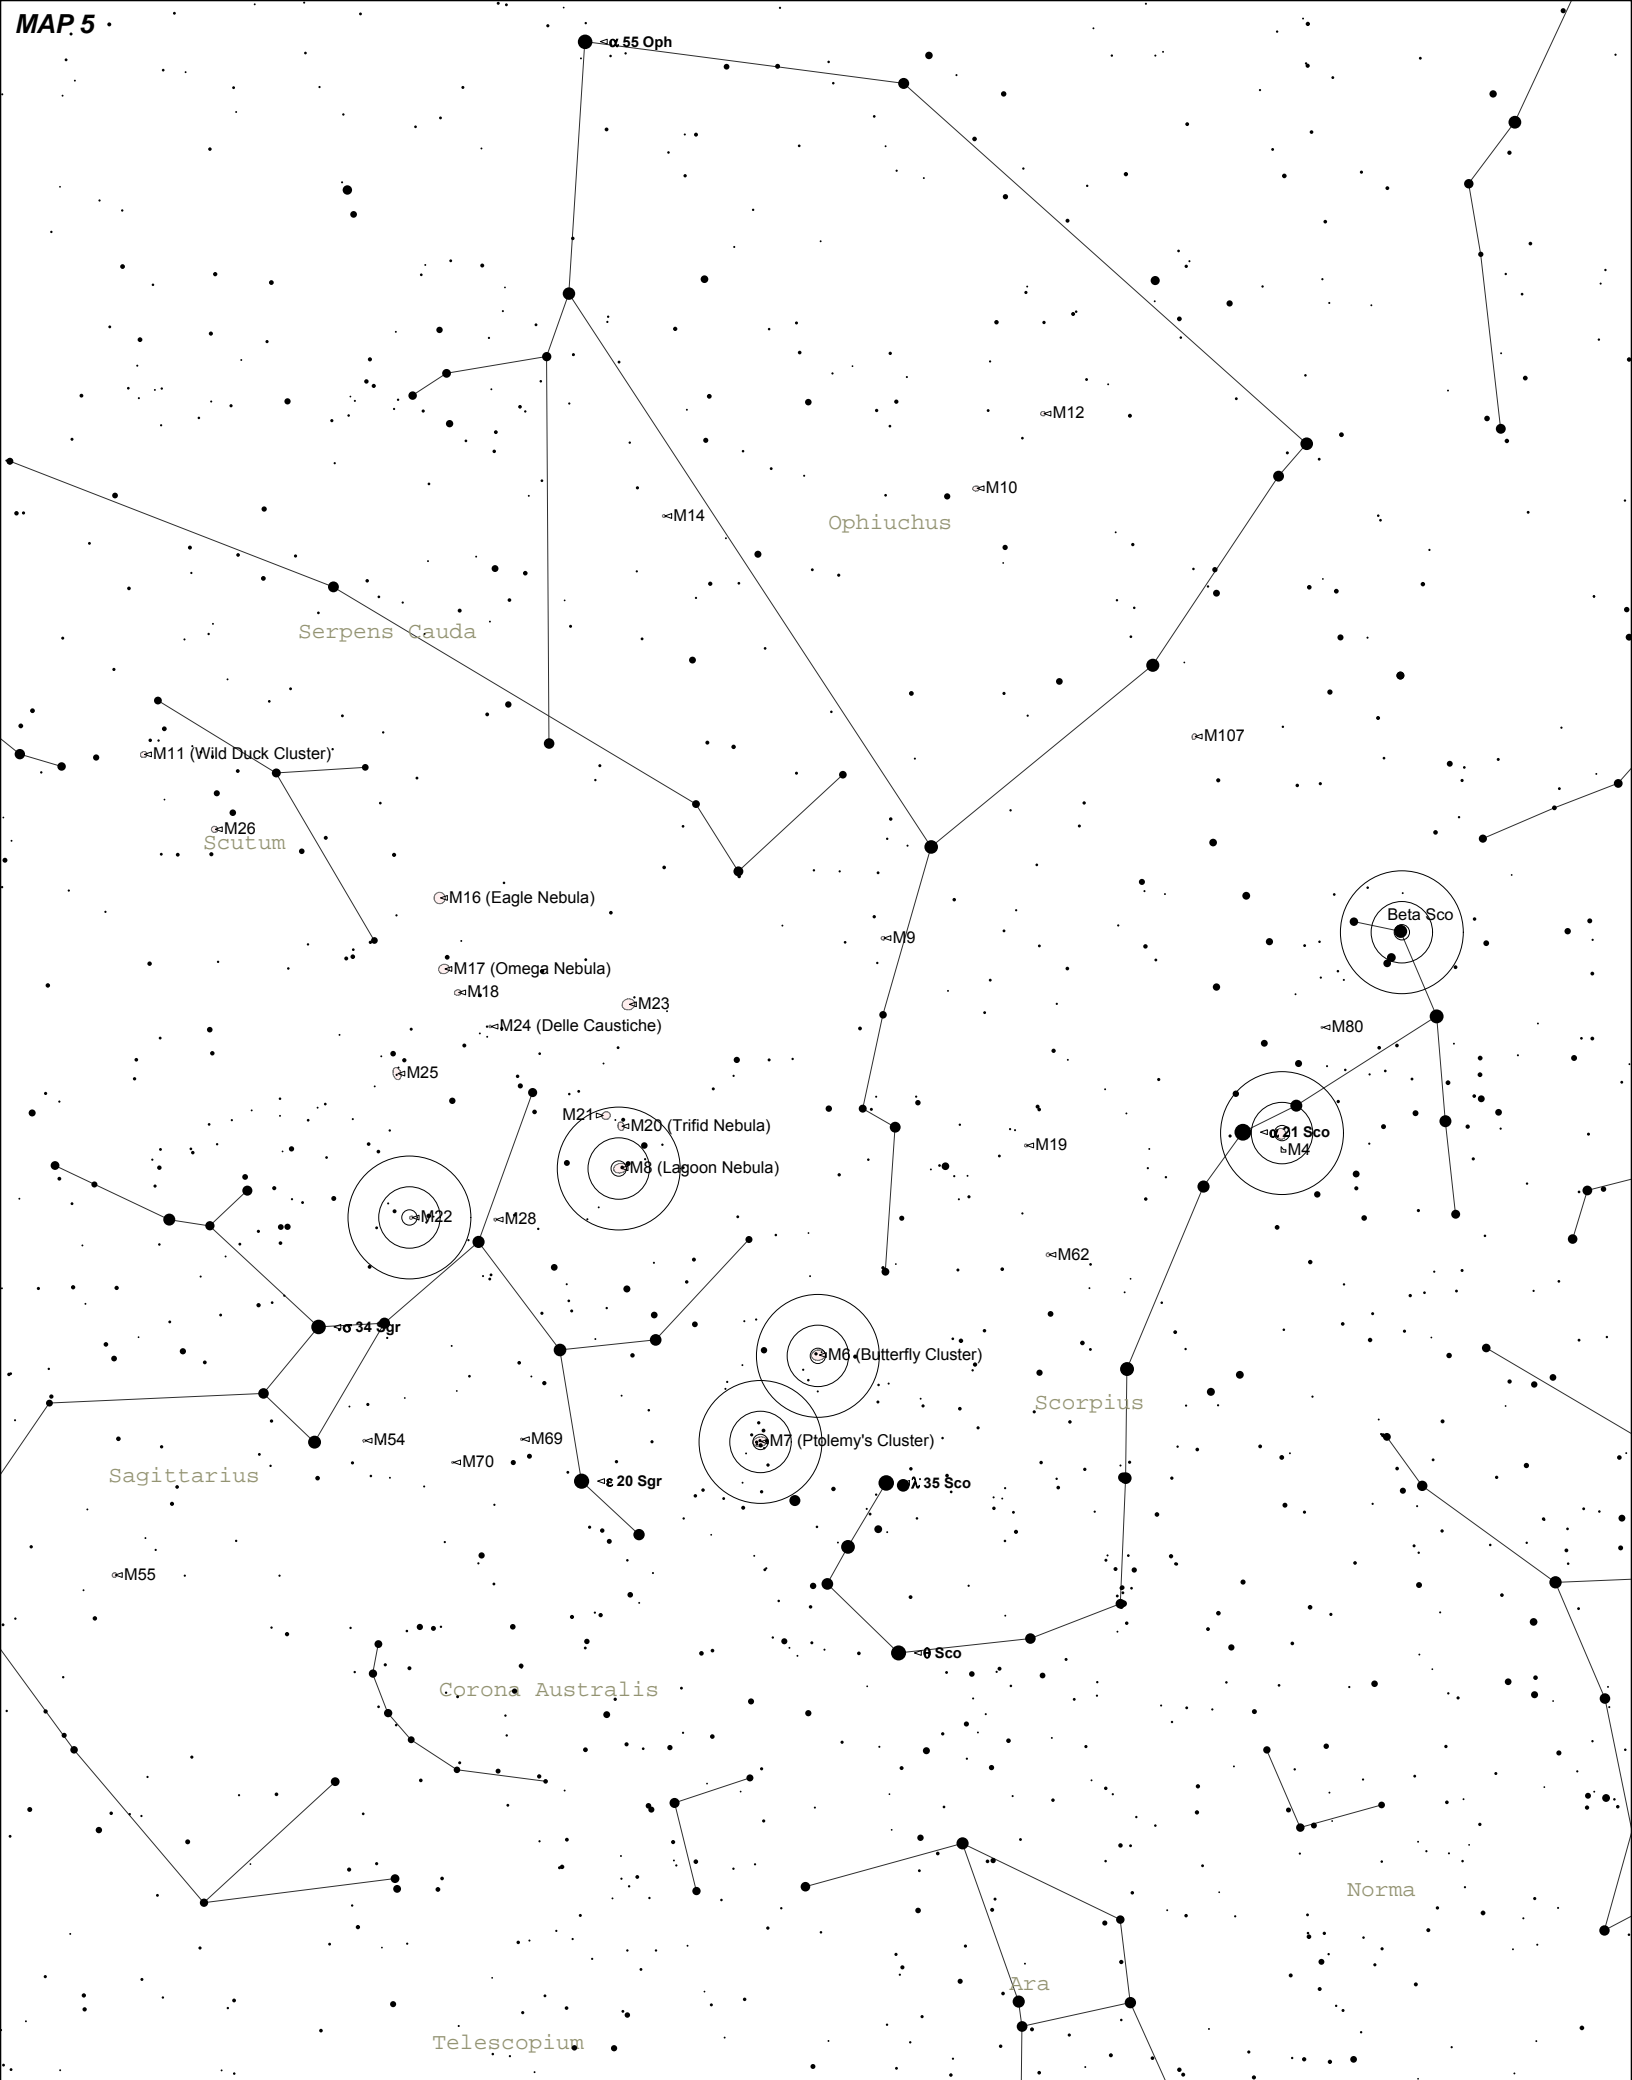 MAP 5
α 55 Oph
M12
M10
M14
Ophiuchus
Serpens Cauda
M107
M11 (Wild Duck Cluster)
M26
Scutum
M16 (Eagle Nebula)
Beta Sco
M9
M17 (Omega Nebula)
M18
M23
M24 (Delle Caustiche)
M80
M25
M21
M20 (Trifid Nebula)
α 21 Sco
M19
M4
M8 (Lagoon Nebula)
M22
M28
M62
σ 34 Sgr
M6 (Butterfly Cluster)
Scorpius
M54
M69
M7 (Ptolemy's Cluster)
M70
Sagittarius
ε 20 Sgr
λ 35 Sco
M55
θ Sco
Corona Australis
Norma
Ara
Telescopium